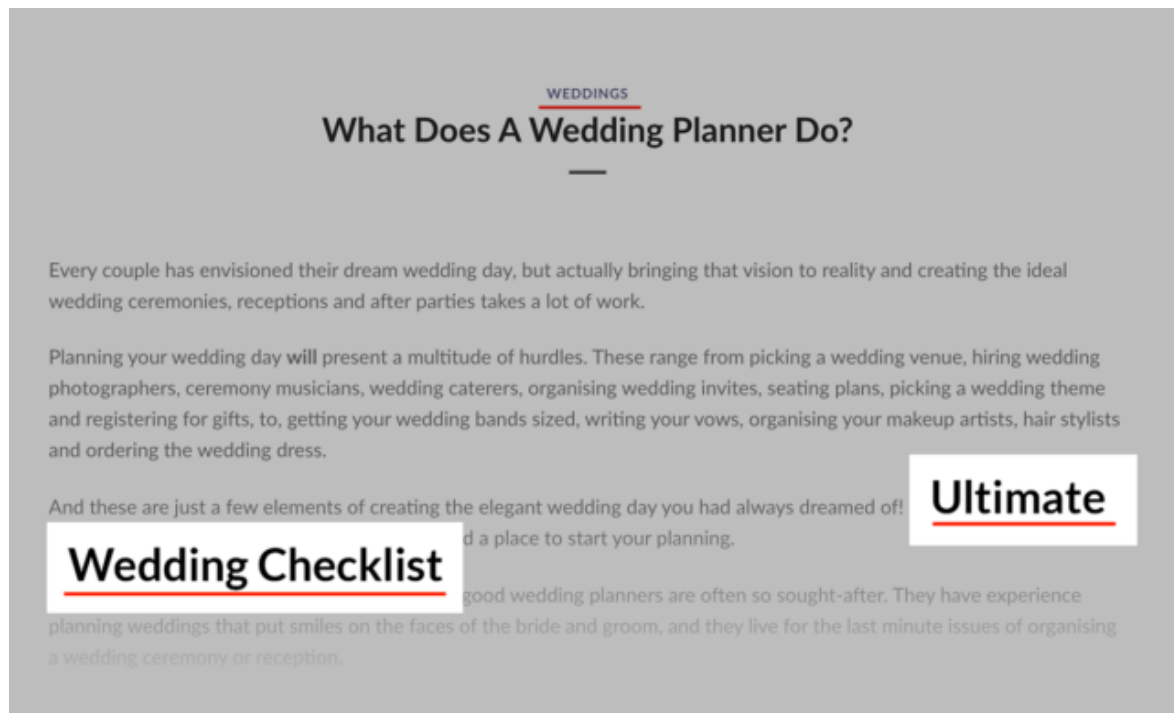 WEDDINGS
What Does A Wedding Planner Do?
Every couple has envisioned their dream wedding day, but actually bringing that vision to reality and creating the ideal
wedding ceremonies, receptions and after parties takes a lot of work.
Planning your wedding day will present a multitude of hurdles. These range from picking a wedding venue, hiring wedding
photographers, ceremony musicians, wedding caterers, organising wedding invites, seating plans, picking a wedding theme
and registering for gifts, to, getting your wedding bands sized, writing your vows, organising your makeup artists, hair stylists
and ordering the wedding dress.
And these are just a few elements of creating the elegant wedding day you had always dreamed of! Ultimate
Wedding Checklist d a place to start your planning.
good wedding planners are often so sought-after. They have experience
planning weddings that put smiles on the faces of the bride and groom, and they live for the last minute issues of organising
a wedding ceremony or reception.